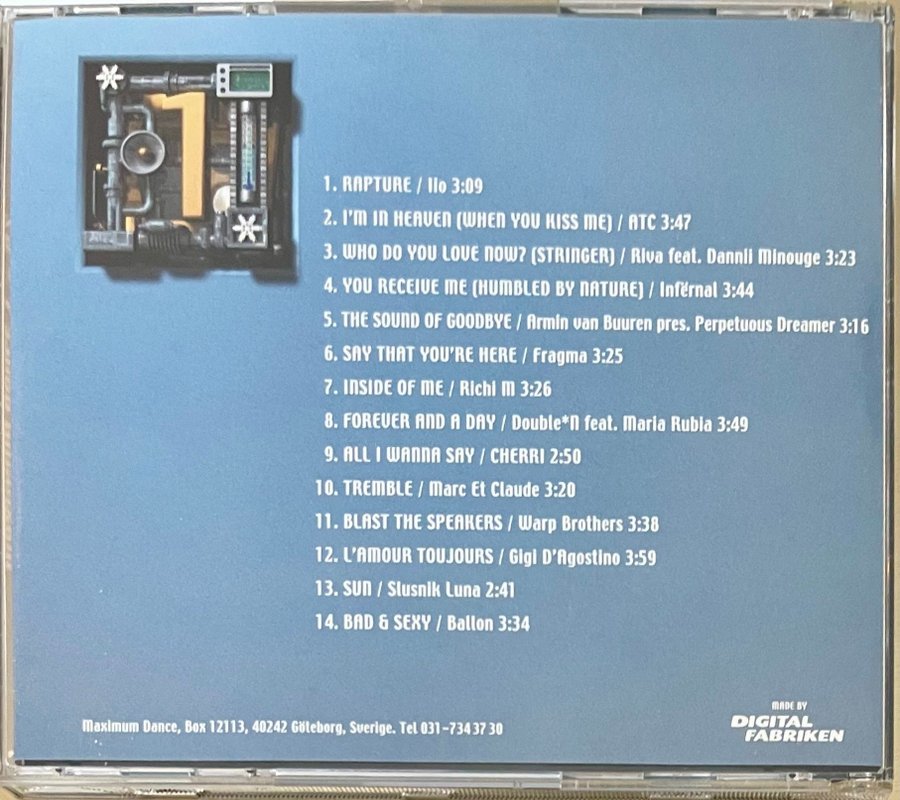 1
1. RAPTURE / IIo 3:09
2. I'M IN HEAVEN (WHEN YOU KISS ME) / ATC 3:47
3. WHO DO YOU LOVE NOW? (STRINGER) / Riva feat. Dannii Minouge 3:23
4. YOU RECEIVE ME (HUMBLED BY NATURE) / Infërnal 3:44
5. THE SOUND OF GOODBYE / Armin van Buuren pres. Perpetuous Dreamer 3:16
6. SAY THAT YOU'RE HERE / Fragma 3:25
7. INSIDE OF ME / Richi M 3:26
8. FOREVER AND A DAY / Double*N feat. Maria Rubia 3:49
9. ALL I WANNA SAY / CHERRI 2:50
10. TREMBLE / Marc Et Claude 3:20
11. BLAST THE SPEAKERS / Warp Brothers 3:38
12. L'AMOUR TOUJOURS / Gigi D'Agostino 3:59
13. SUN / Slusnik Luna 2:41
14. BAD & SEXY / Ballon 3:34
Maximum Dance, Box 12113, 40242 Göteborg, Sverige. Tel 031-734 37 30
MADE BY
DIGITAL
FABRIKEN